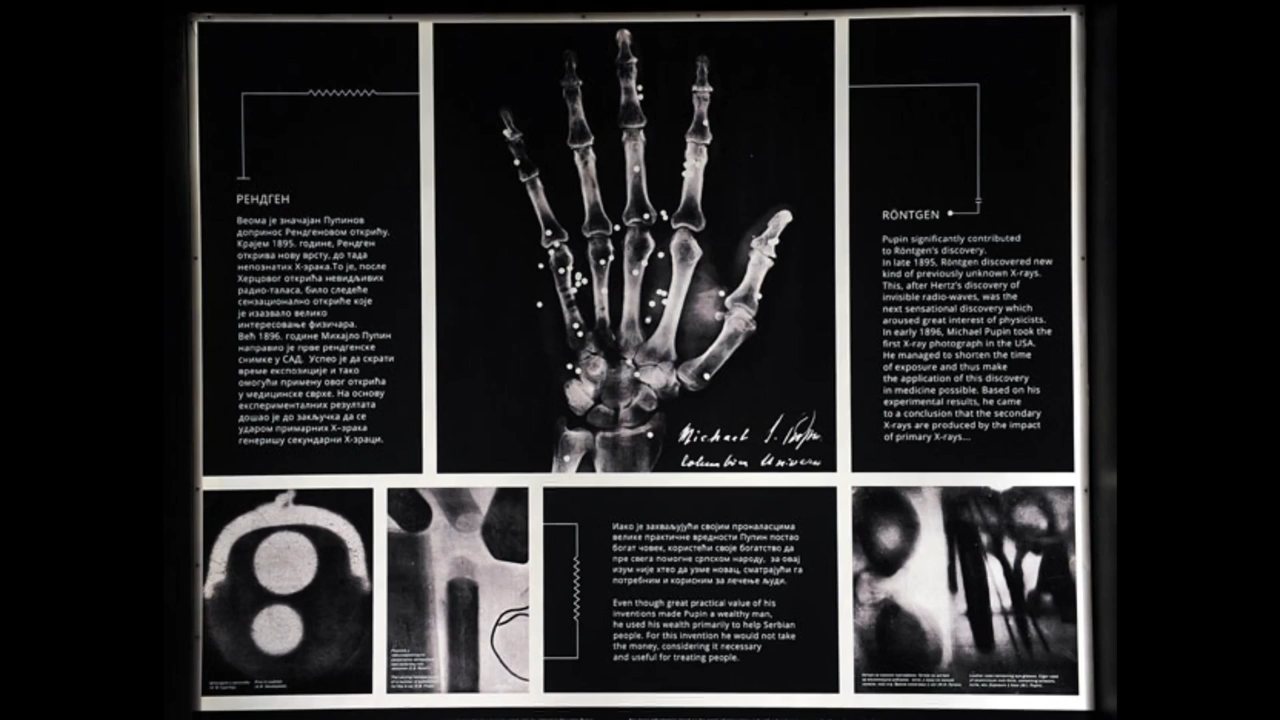 РЕНДГЕН
Веома је значајан Пупинов
допринос Рендгеновом открићу.
Крајем 1895. године, Рендген
открива нову врсту, до тада
непознатих X-зрака.То је, после
Херцовог открића невидљивих
радио-таласа, било следеће
сензационално откриће које
је изазвало велико
интересовање физичара.
Већ 1896. године Михајло Пупин
направио је прве рендгенске
снимке у САД. Успео је да скрати
време експозиције и тако
омогући примену овог открића
у медицинске сврхе. На основу
експерименталних резултата
дошао је до закључка да се
ударом примарних X–зрака
генеришу секундарни X-зраци.
Michael I.
Columbia
RÖNTGEN
Pupin significantly contributed
to Röntgen's discovery.
In late 1895, Röntgen discovered new
kind of previously unknown X-rays.
This, after Hertz's discovery of
invisible radio-waves, was the
next sensational discovery which
aroused great interest of physicists.
In early 1896, Michael Pupin took the
first X-ray photograph in the USA.
He managed to shorten the time
of exposure and thus make
the application of this discovery
in medicine possible. Based on his
experimental results, he came
to a conclusion that the secondary
X-rays are produced by the impact
of primary X-rays...
Иако је захваљујући својим проналасцима
велике практичне вредности Пупин постао
богат човек, користећи своје богатство да
пре свега помогне српском народу, за овај
изум није хтео да узме новац, сматрајући га
потребним и корисним за лечење људи.
Even though great practical value of his
inventions made Pupin a wealthy man,
he used his wealth primarily to help Serbian
people. For this invention he would not take
the money, considering it necessary
and useful for treating people.